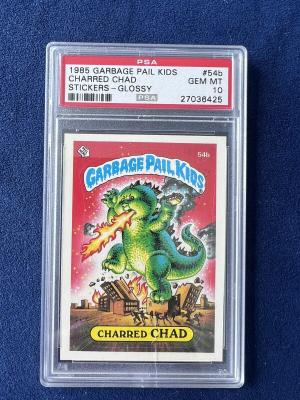 PSA
1985 GARBAGE PAIL KIDS #54b
CHARRED CHAD GEM MT
STICKERS-GLOSSY 10
PSA 27036425
54b
GARBAGE PAIL KIDS
CHARRED CHAD